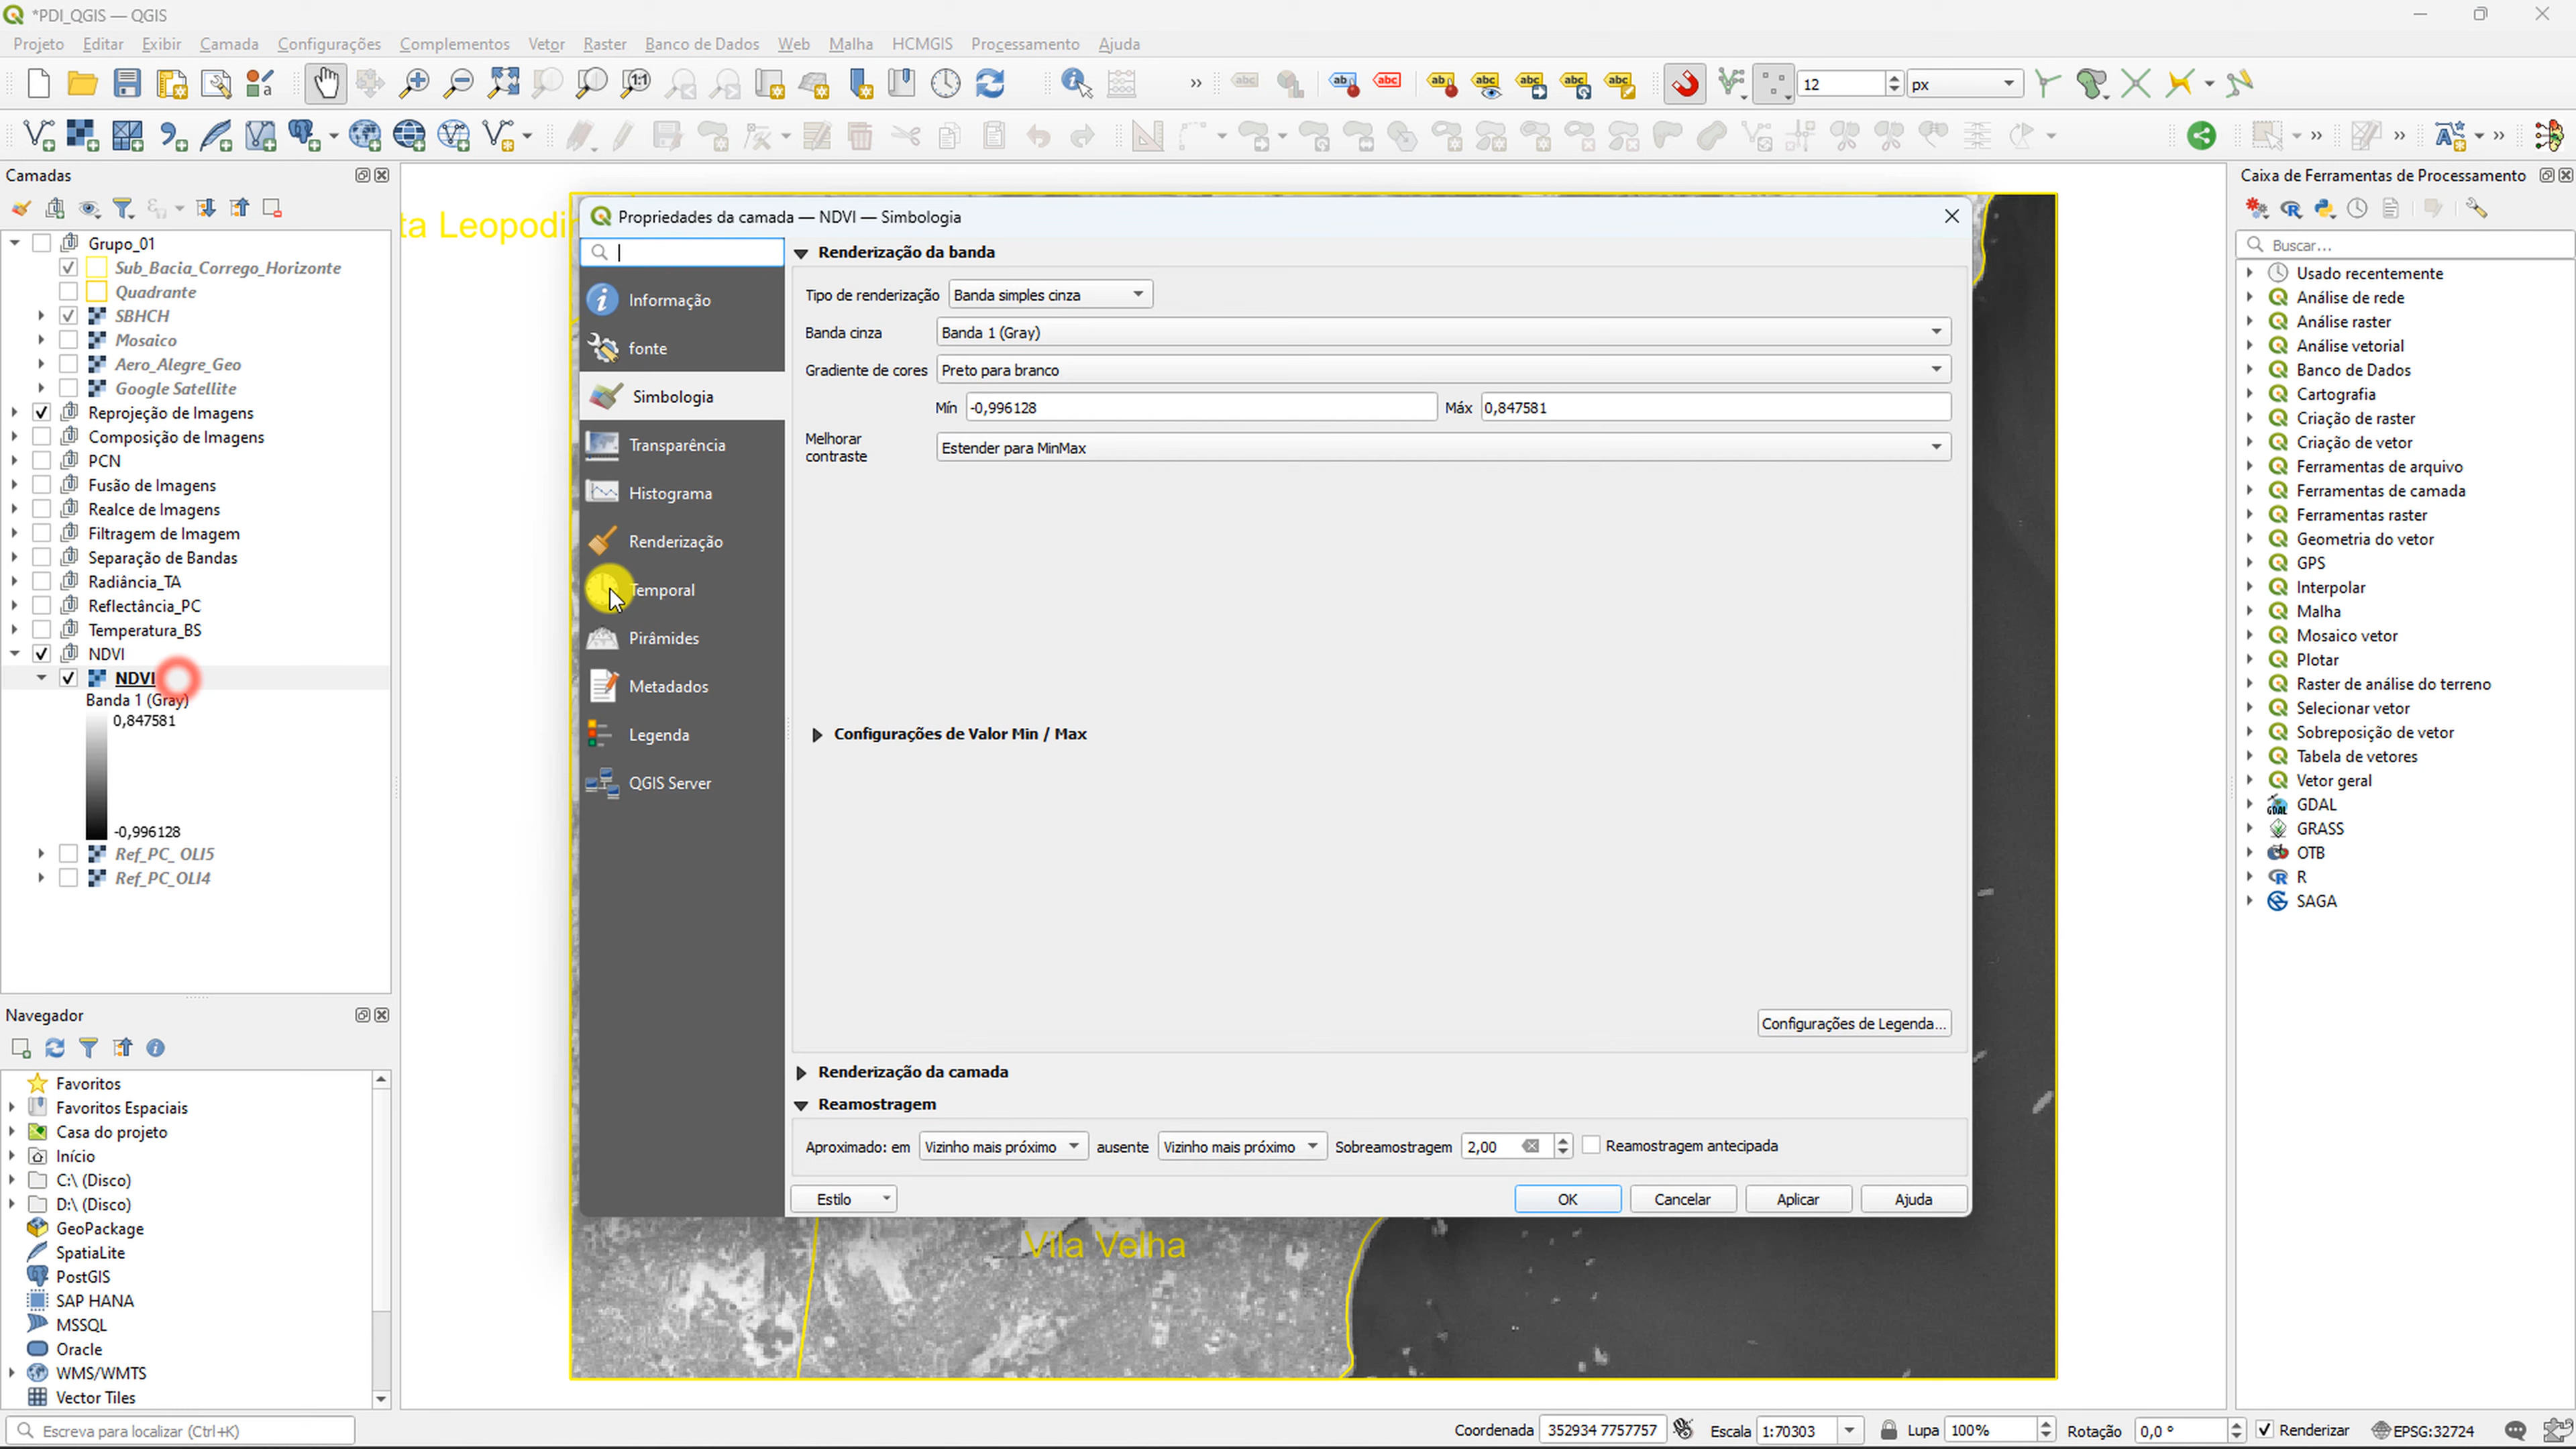 *PDI_QGIS — QGIS
Projeto Editar Exibir Camada Configurações Complementos Vetor Raster Banco de Dados Web Malha HCMGIS Processamento Ajuda
12 px
Camadas
Grupo_01
Sub_Bacia_Corrego_Horizonte
Quadrante
SBHCH
Mosaico
Aero_Alegre_Geo
Google Satellite
Reprojeção de Imagens
Composição de Imagens
PCN
Fusão de Imagens
Realce de Imagens
Filtragem de Imagem
Separação de Bandas
Radiância_TA
Reflectância_PC
Temperatura_BS
NDVI
NDVI
Banda 1 (Gray)
0,847581
-0,996128
Ref_PC_ OLI5
Ref_PC_OLI4
Navegador
Favoritos
Favoritos Espaciais
Casa do projeto
Início
C:\ (Disco)
D:\ (Disco)
GeoPackage
SpatiaLite
PostGIS
SAP HANA
MSSQL
Oracle
WMS/WMTS
Vector Tiles
ta Leopodi
Propriedades da camada — NDVI — Simbologia
Informação
fonte
Simbologia
Transparência
Histograma
Renderização
Temporal
Pirâmides
Metadados
Legenda
QGIS Server
Renderização da banda
Tipo de renderização Banda simples cinza
Banda cinza Banda 1 (Gray)
Gradiente de cores Preto para branco
Mín -0,996128 Máx 0,847581
Melhorar
contraste Estender para MinMax
Configurações de Valor Min / Max
Configurações de Legenda...
Renderização da camada
Reamostragem
Aproximado: em Vizinho mais próximo ausente Vizinho mais próximo Sobreamostragem 2,00 Reamostragem antecipada
Estilo OK Cancelar Aplicar Ajuda
Vila Velha
Caixa de Ferramentas de Processamento
Buscar...
Usado recentemente
Análise de rede
Análise raster
Análise vetorial
Banco de Dados
Cartografia
Criação de raster
Criação de vetor
Ferramentas de arquivo
Ferramentas de camada
Ferramentas raster
Geometria do vetor
GPS
Interpolar
Malha
Mosaico vetor
Plotar
Raster de análise do terreno
Selecionar vetor
Sobreposição de vetor
Tabela de vetores
Vetor geral
GDAL
GRASS
OTB
R
SAGA
Escreva para localizar (Ctrl+K) Coordenada 352934 7757757 Escala 1:70303 Lupa 100% Rotação 0,0 ° Renderizar EPSG:32724